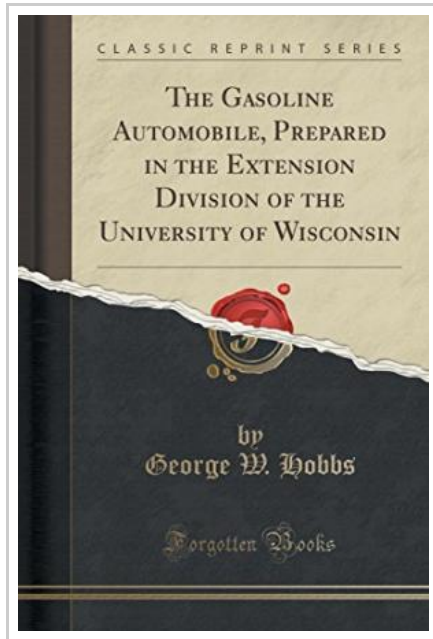 CLASSIC REPRINT SERIES
THE GASOLINE
AUTOMOBILE, PREPARED
IN THE EXTENSION
DIVISION OF THE
UNIVERSITY OF WISCONSIN
by
George W. Hobbs
Forgotten Books